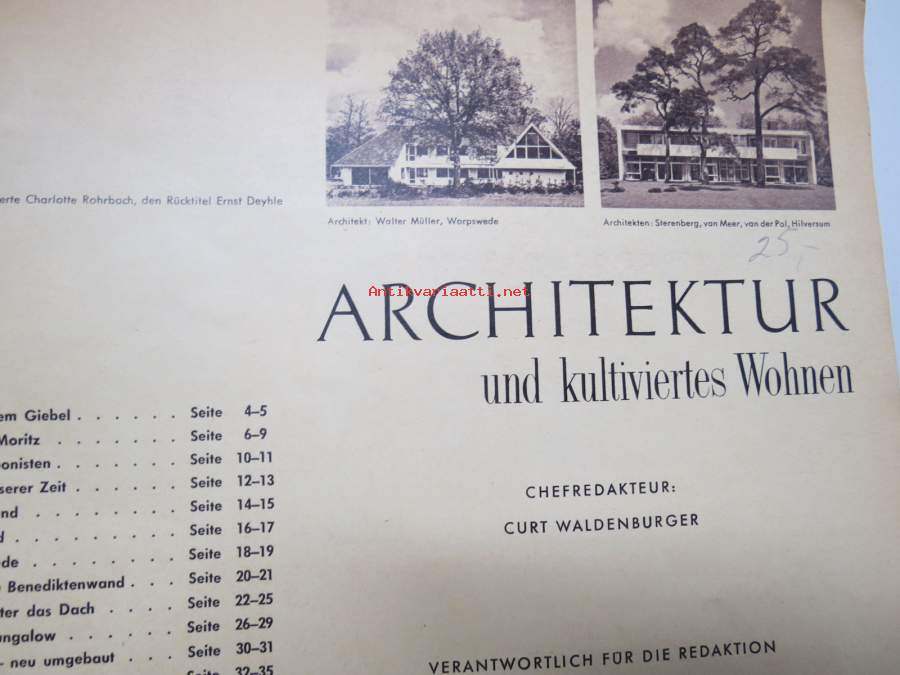 erte Charlotte Rohrbach, den Rücktitel Ernst Deyhle
Architekt: Walter Müller, Worpswede
Architekten: Sterenberg, van Meer, van der Pol, Hilversum
25,-
Antikvariaatti.net
ARCHITEKTUR
und kultiviertes Wohnen
em Giebel . . . . . . Seite 4–5
Moritz . . . . . . . Seite 6–9
onisten . . . . . . . Seite 10–11
serer Zeit . . . . . . Seite 12–13
nd . . . . . . . . Seite 14–15
d . . . . . . . . . Seite 16–17
de . . . . . . . . . Seite 18–19
Benediktenwand . . . Seite 20–21
ter das Dach . . . . Seite 22–25
ungalow . . . . . . Seite 26–29
– neu umgebaut . . . Seite 30–31
Seite 32–35
CHEFREDAKTEUR:
CURT WALDENBURGER
VERANTWORTLICH FÜR DIE REDAKTION